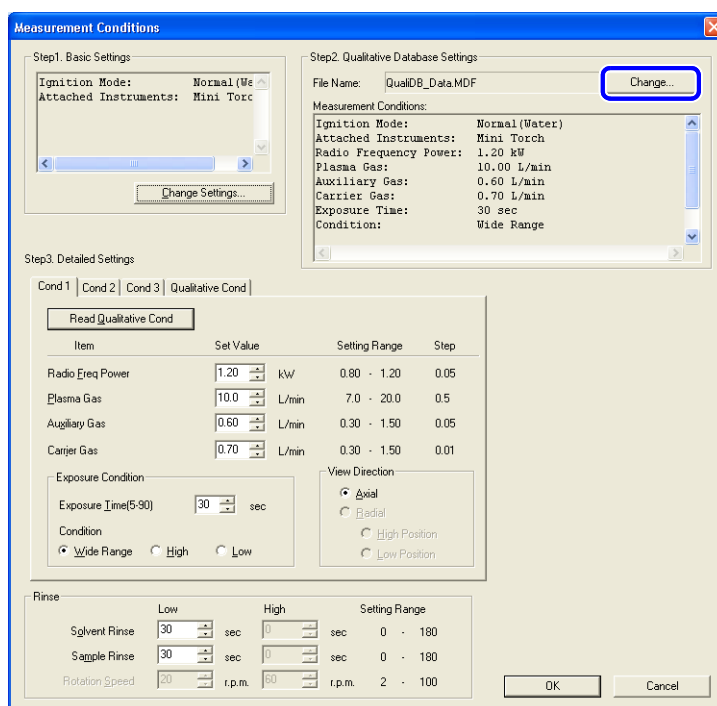 Measurement Conditions
Step1. Basic Settings
Ignition Mode: Normal(Wa
Attached Instruments: Mini Torc
Change Settings...
Step2. Qualitative Database Settings
File Name: QualiDB_Data.MDF Change...
Measurement Conditions:
Ignition Mode: Normal(Water)
Attached Instruments: Mini Torch
Radio Frequency Power: 1.20 kW
Plasma Gas: 10.00 L/min
Auxiliary Gas: 0.60 L/min
Carrier Gas: 0.70 L/min
Exposure Time: 30 sec
Condition: Wide Range
Step3. Detailed Settings
Cond 1 Cond 2 Cond 3 Qualitative Cond
Read Qualitative Cond
Item Set Value Setting Range Step
Radio Freq Power 1.20 kW 0.80 - 1.20 0.05
Plasma Gas 10.0 L/min 7.0 - 20.0 0.5
Auxiliary Gas 0.60 L/min 0.30 - 1.50 0.05
Carrier Gas 0.70 L/min 0.30 - 1.50 0.01
Exposure Condition
Exposure Time(5-90) 30 sec
Condition
Wide Range High Low
View Direction
Axial
Radial
High Position
Low Position
Rinse
Low High Setting Range
Solvent Rinse 30 sec 0 sec 0 - 180
Sample Rinse 30 sec 0 sec 0 - 180
Rotation Speed 20 r.p.m. 60 r.p.m. 2 - 100
OK Cancel